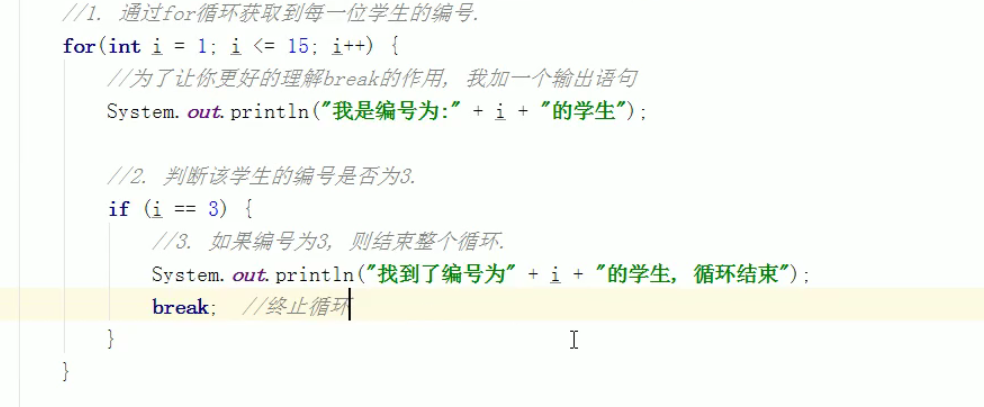 //1. 通过for循环获取到每一位学生的编号.
for(int i = 1; i <= 15; i++) {
//为了让你更好的理解break的作用, 我加一个输出语句
System.out.println("我是编号为:" + i + "的学生");
//2. 判断该学生的编号是否为3.
if (i == 3) {
//3. 如果编号为3, 则结束整个循环.
System.out.println("找到了编号为" + i + "的学生, 循环结束");
break; //终止循环
}
}